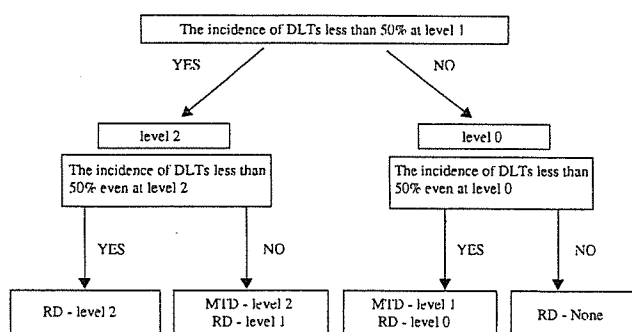 The incidence of DLTs less than 50% at level 1
YES
NO
level 2
level 0
The incidence of DLTs less than
50% even at level 2
The incidence of DLTs less than
50% even at level 0
YES
NO
YES
NO
RD - level 2
MTD - level 2
RD - level 1
MTD - level 1
RD - level 0
RD - None